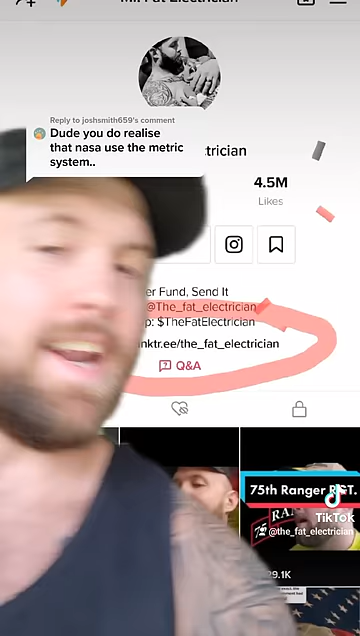 Mr. Fat Electrician
Reply to joshsmith659's comment
Dude you do realise
that nasa use the metric
system..
trician
4.5M
Likes
er Fund, Send It
@The_fat_electrician
p: $TheFatElectrician
nktr.ee/the_fat_electrician
Q&A
75th Ranger RGT.
TikTok
@the_fat_electrician
29.1K